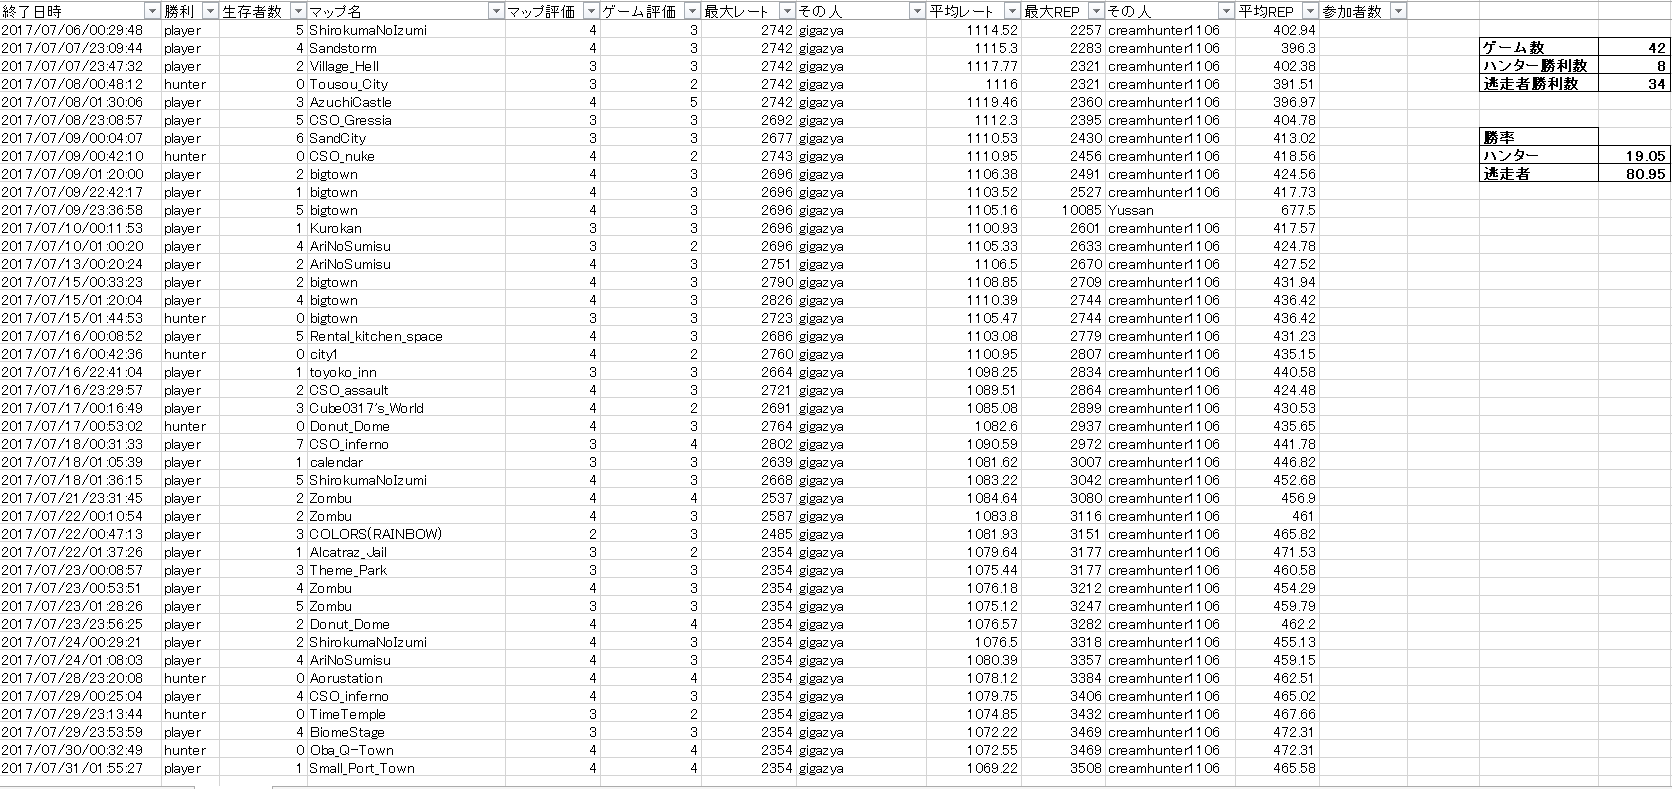 終了日時 勝利 生存者数 マップ名 マップ評価 ゲーム評価 最大レート その人 平均レート 最大REP その人 平均REP 参加者数
2017/07/06/00:29:48 player 5 ShirokumaNoIzumi 4 3 2742 gigazya 1114.52 2257 creamhunter1106 402.94
2017/07/07/23:09:44 player 4 Sandstorm 4 3 2742 gigazya 1115.3 2283 creamhunter1106 396.3 ゲーム数 42
2017/07/07/23:47:32 player 2 Village_Hell 3 3 2742 gigazya 1117.77 2321 creamhunter1106 402.38 ハンター勝利数 8
2017/07/08/00:48:12 hunter 0 Tousou_City 3 2 2742 gigazya 1116 2321 creamhunter1106 391.51 逃走者勝利数 34
2017/07/08/01:30:06 player 3 AzuchiCastle 4 5 2742 gigazya 1119.46 2360 creamhunter1106 396.97
2017/07/08/23:08:57 player 5 CSO_Gressia 3 3 2692 gigazya 1112.3 2395 creamhunter1106 404.78
2017/07/09/00:04:07 player 6 SandCity 3 3 2677 gigazya 1110.53 2430 creamhunter1106 413.02 勝率
2017/07/09/00:42:10 hunter 0 CSO_nuke 4 2 2743 gigazya 1110.95 2456 creamhunter1106 418.56 ハンター 19.05
2017/07/09/01:20:00 player 2 bigtown 4 3 2696 gigazya 1106.38 2491 creamhunter1106 424.56 逃走者 80.95
2017/07/09/22:42:17 player 1 bigtown 4 3 2696 gigazya 1103.52 2527 creamhunter1106 417.73
2017/07/09/23:36:58 player 5 bigtown 4 3 2696 gigazya 1105.16 10085 Yussan 677.5
2017/07/10/00:11:53 player 1 Kurokan 3 3 2696 gigazya 1100.93 2601 creamhunter1106 417.57
2017/07/10/01:00:20 player 4 AriNoSumisu 3 2 2696 gigazya 1105.33 2633 creamhunter1106 424.78
2017/07/13/00:20:24 player 2 AriNoSumisu 4 3 2751 gigazya 1106.5 2670 creamhunter1106 427.52
2017/07/15/00:33:23 player 2 bigtown 4 3 2790 gigazya 1108.85 2709 creamhunter1106 431.94
2017/07/15/01:20:04 player 4 bigtown 4 3 2826 gigazya 1110.39 2744 creamhunter1106 436.42
2017/07/15/01:44:53 hunter 0 bigtown 3 3 2723 gigazya 1105.47 2744 creamhunter1106 436.42
2017/07/16/00:08:52 player 5 Rental_kitchen_space 4 3 2686 gigazya 1103.08 2779 creamhunter1106 431.23
2017/07/16/00:42:36 hunter 0 city1 4 2 2760 gigazya 1100.95 2807 creamhunter1106 435.15
2017/07/16/22:41:04 player 1 toyoko_inn 3 3 2664 gigazya 1098.25 2834 creamhunter1106 440.58
2017/07/16/23:29:57 player 2 CSO_assault 4 3 2721 gigazya 1089.51 2864 creamhunter1106 424.48
2017/07/17/00:16:49 player 3 Cube0317's_World 4 2 2691 gigazya 1085.08 2899 creamhunter1106 430.53
2017/07/17/00:53:02 hunter 0 Donut_Dome 4 3 2764 gigazya 1082.6 2937 creamhunter1106 435.65
2017/07/18/00:31:33 player 7 CSO_inferno 3 4 2802 gigazya 1090.59 2972 creamhunter1106 441.78
2017/07/18/01:05:39 player 1 calendar 3 3 2639 gigazya 1081.62 3007 creamhunter1106 446.82
2017/07/18/01:36:15 player 5 ShirokumaNoIzumi 4 3 2668 gigazya 1083.22 3042 creamhunter1106 452.68
2017/07/21/23:31:45 player 2 Zombu 4 4 2537 gigazya 1084.64 3080 creamhunter1106 456.9
2017/07/22/00:10:54 player 2 Zombu 4 3 2587 gigazya 1083.8 3116 creamhunter1106 461
2017/07/22/00:47:13 player 3 COLORS(RAINBOW) 2 3 2485 gigazya 1081.93 3151 creamhunter1106 465.82
2017/07/22/01:37:26 player 1 Alcatraz_Jail 3 2 2354 gigazya 1079.64 3177 creamhunter1106 471.53
2017/07/23/00:08:57 player 3 Theme_Park 3 3 2354 gigazya 1075.44 3177 creamhunter1106 460.58
2017/07/23/00:53:51 player 4 Zombu 4 3 2354 gigazya 1076.18 3212 creamhunter1106 454.29
2017/07/23/01:28:26 player 5 Zombu 3 3 2354 gigazya 1075.12 3247 creamhunter1106 459.79
2017/07/23/23:56:25 player 2 Donut_Dome 4 4 2354 gigazya 1076.57 3282 creamhunter1106 462.2
2017/07/24/00:29:21 player 2 ShirokumaNoIzumi 4 3 2354 gigazya 1076.5 3318 creamhunter1106 455.13
2017/07/24/01:08:03 player 4 AriNoSumisu 4 3 2354 gigazya 1080.39 3357 creamhunter1106 459.15
2017/07/28/23:20:08 hunter 0 Aorustation 4 4 2354 gigazya 1078.12 3384 creamhunter1106 462.51
2017/07/29/00:25:04 player 4 CSO_inferno 4 3 2354 gigazya 1079.75 3406 creamhunter1106 465.02
2017/07/29/23:13:44 hunter 0 TimeTemple 3 2 2354 gigazya 1074.85 3432 creamhunter1106 467.66
2017/07/29/23:53:59 player 4 BiomeStage 3 3 2354 gigazya 1072.22 3469 creamhunter1106 472.31
2017/07/30/00:32:49 hunter 0 Oba_Q-Town 4 4 2354 gigazya 1072.55 3469 creamhunter1106 472.31
2017/07/31/01:55:27 player 1 Small_Port_Town 4 4 2354 gigazya 1069.22 3508 creamhunter1106 465.58